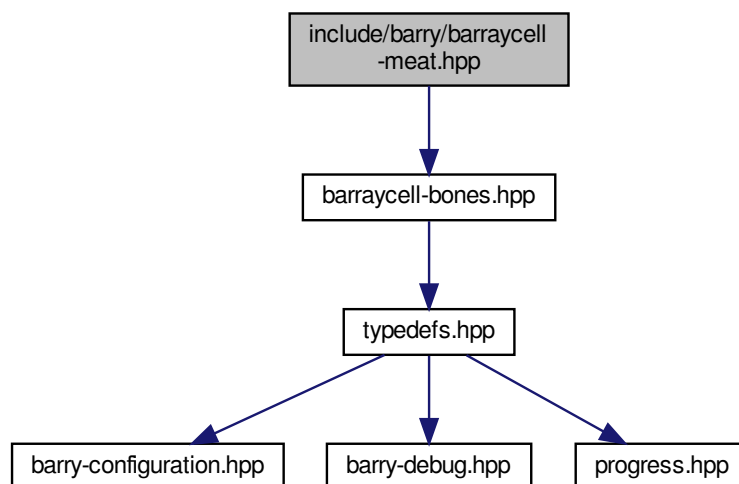 include/barry/barraycell
-meat.hpp
barraycell-bones.hpp
typedefs.hpp
barry-configuration.hpp
barry-debug.hpp
progress.hpp